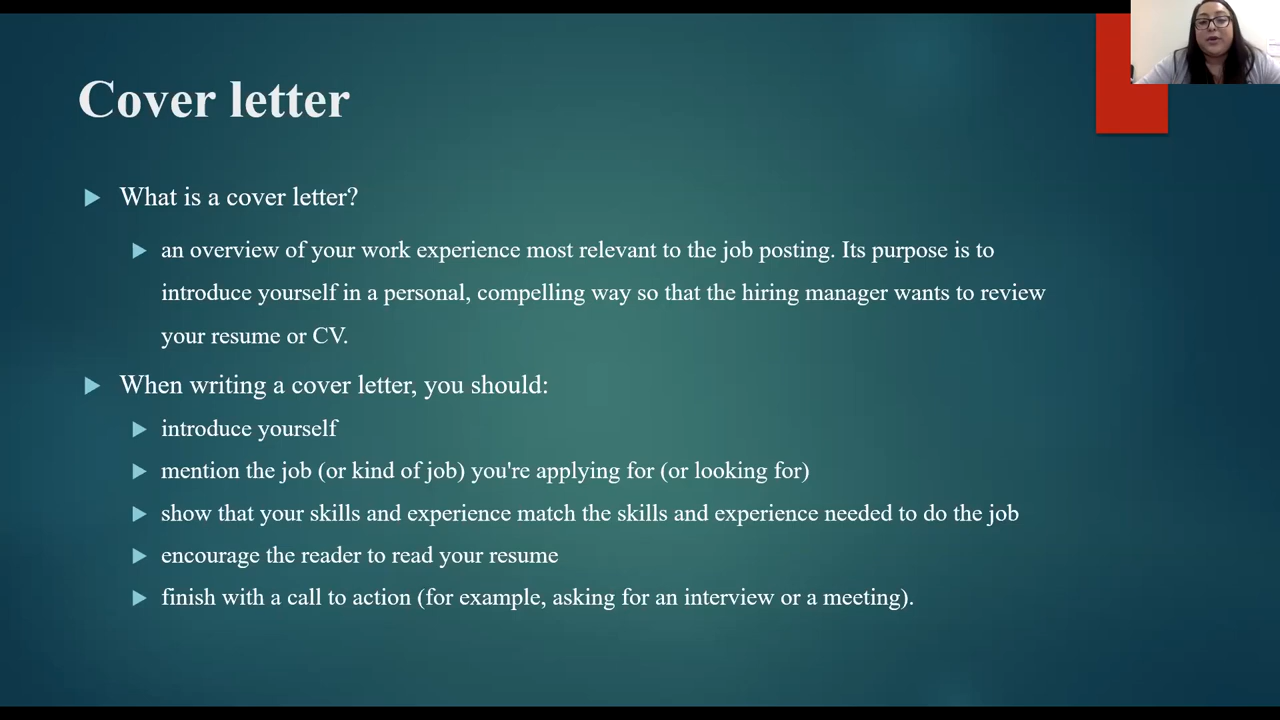 Cover letter
What is a cover letter?
an overview of your work experience most relevant to the job posting. Its purpose is to
introduce yourself in a personal, compelling way so that the hiring manager wants to review
your resume or CV.
When writing a cover letter, you should:
introduce yourself
mention the job (or kind of job) you're applying for (or looking for)
show that your skills and experience match the skills and experience needed to do the job
encourage the reader to read your resume
finish with a call to action (for example, asking for an interview or a meeting).